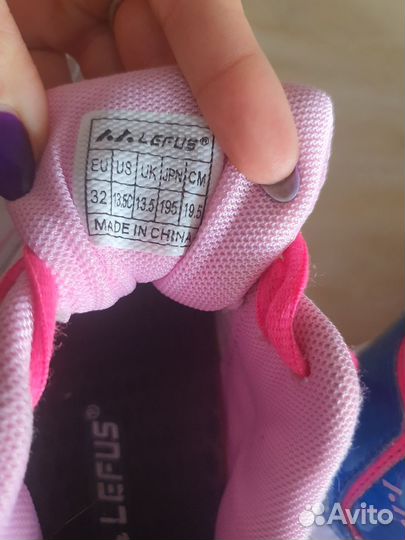 LEFUS®
EU US UK JPN CM
32 13.5C 13.5 195 19.5
MADE IN CHINA
LEFUS®
Avito